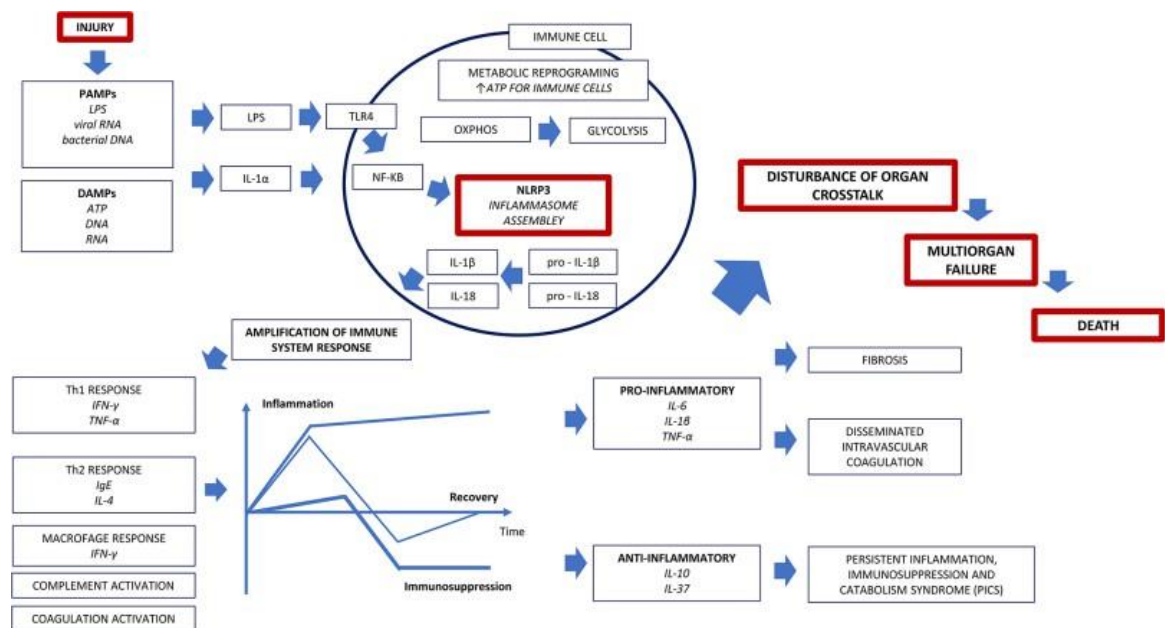 INJURY
PAMPs
LPS
viral RNA
bacterial DNA
DAMPs
ATP
DNA
RNA
LPS
IL-1α
TLR4
IMMUNE CELL
METABOLIC REPROGRAMING
↑ATP FOR IMMUNE CELLS
OXPHOS
GLYCOLYSIS
NF-KB
NLRP3
INFLAMMASOME
ASSEMBLEY
IL-1β
pro - IL-1β
IL-18
pro - IL-18
DISTURBANCE OF ORGAN
CROSSTALK
MULTIORGAN
FAILURE
DEATH
AMPLIFICATION OF IMMUNE
SYSTEM RESPONSE
Th1 RESPONSE
IFN-γ
TNF-α
Th2 RESPONSE
IgE
IL-4
MACROFAGE RESPONSE
IFN-γ
COMPLEMENT ACTIVATION
COAGULATION ACTIVATION
Inflammation
Recovery
Time
Immunosuppression
PRO-INFLAMMATORY
IL-6
IL-1β
TNF-α
FIBROSIS
DISSEMINATED
INTRAVASCULAR
COAGULATION
ANTI-INFLAMMATORY
IL-10
IL-37
PERSISTENT INFLAMMATION,
IMMUNOSUPPRESSION AND
CATABOLISM SYNDROME (PICS)